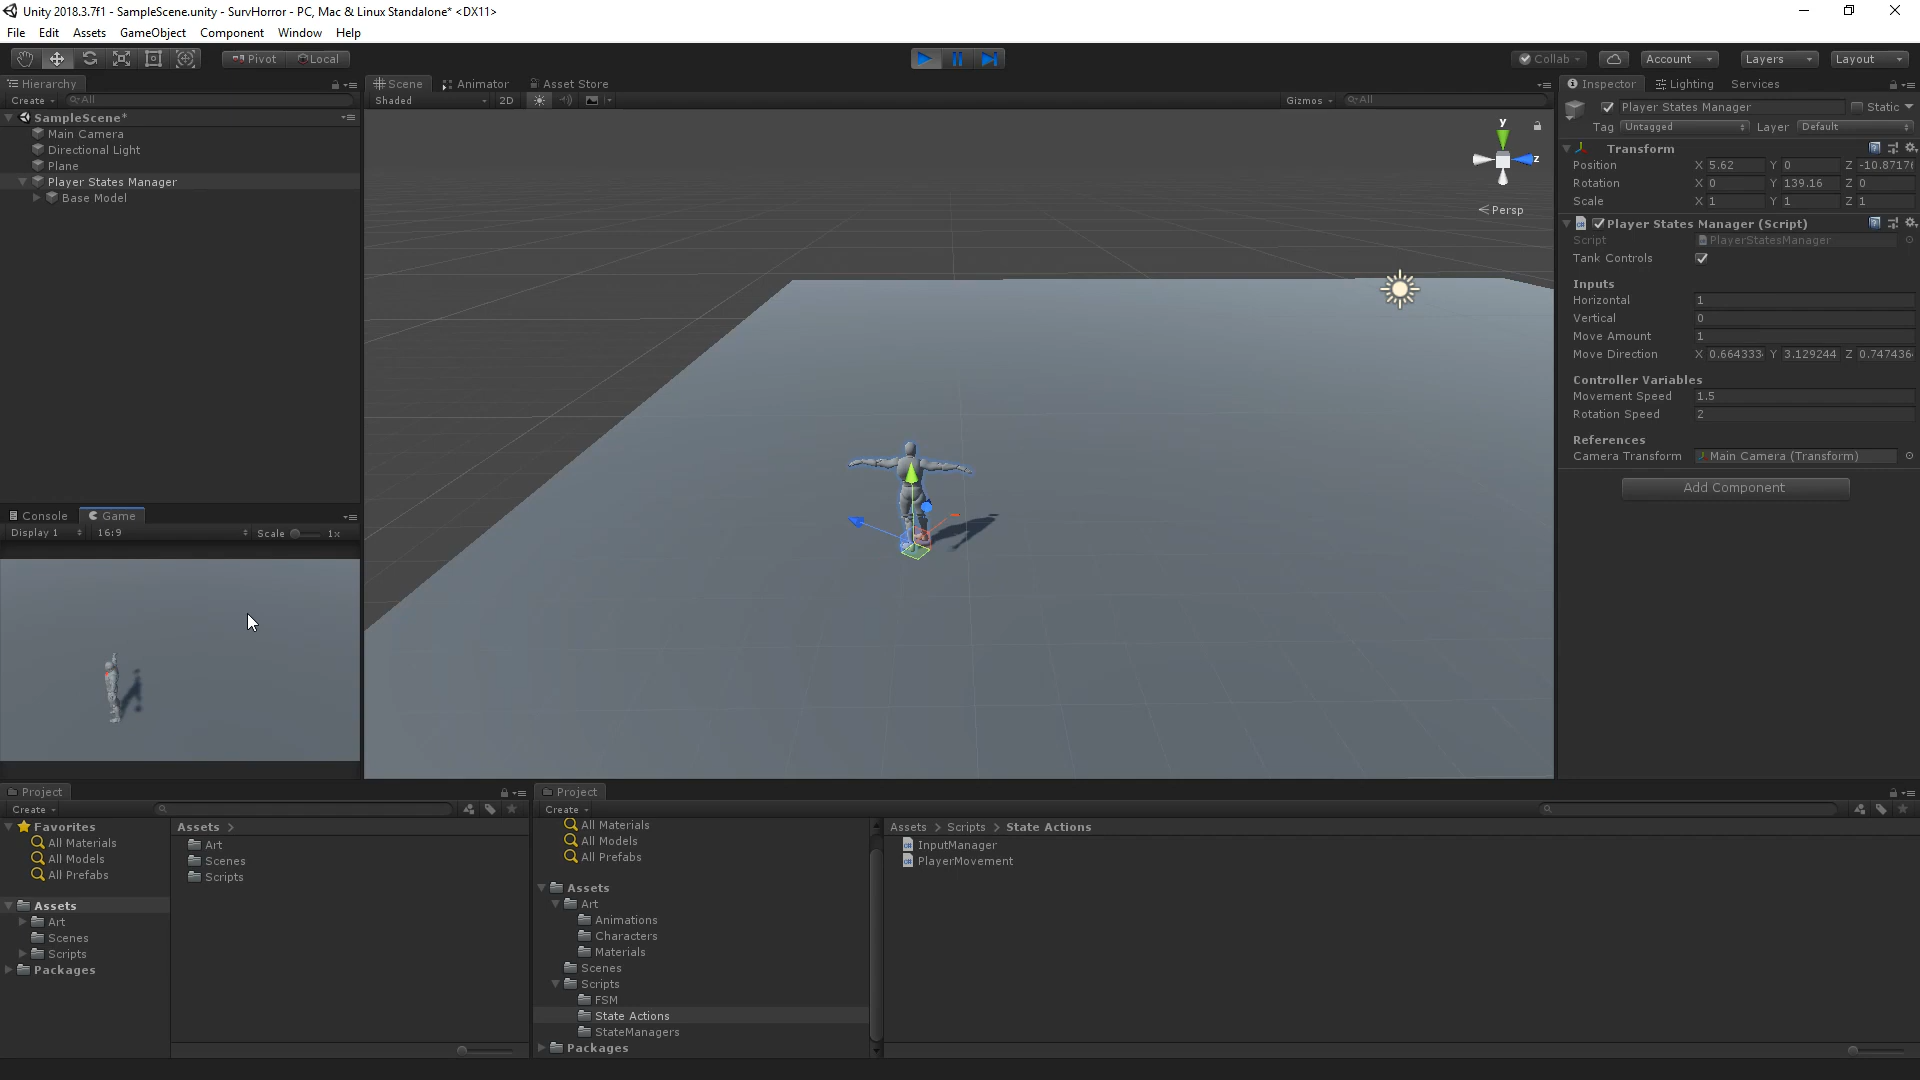 Unity 2018.3.7f1 - SampleScene.unity - SurvHorror - PC, Mac & Linux Standalone* <DX11>
File Edit Assets GameObject Component Window Help
Pivot Local Collab Account Layers Layout
Hierarchy
Create All
SampleScene*
Main Camera
Directional Light
Plane
Player States Manager
Base Model
Scene Animator Asset Store
Shaded 2D Gizmos All
y
z
Persp
Inspector Lighting Services
Player States Manager Static
Tag Untagged Layer Default
Transform
Position X 5.62 Y 0 Z -10.8717
Rotation X 0 Y 139.16 Z 0
Scale X 1 Y 1 Z 1
Player States Manager (Script)
Script PlayerStatesManager
Tank Controls
Inputs
Horizontal 1
Vertical 0
Move Amount 1
Move Direction X 0.664333 Y 3.129244 Z 0.747436
Controller Variables
Movement Speed 1.5
Rotation Speed 2
References
Camera Transform Main Camera (Transform)
Add Component
Console Game
Display 1 16:9 Scale 1x
Project
Create
Favorites
All Materials
All Models
All Prefabs
Assets
Art
Scenes
Scripts
Packages
Assets
Art
Scenes
Scripts
Project
Create
All Materials
All Models
All Prefabs
Assets
Art
Animations
Characters
Materials
Scenes
Scripts
FSM
State Actions
StateManagers
Packages
Assets > Scripts > State Actions
InputManager
PlayerMovement